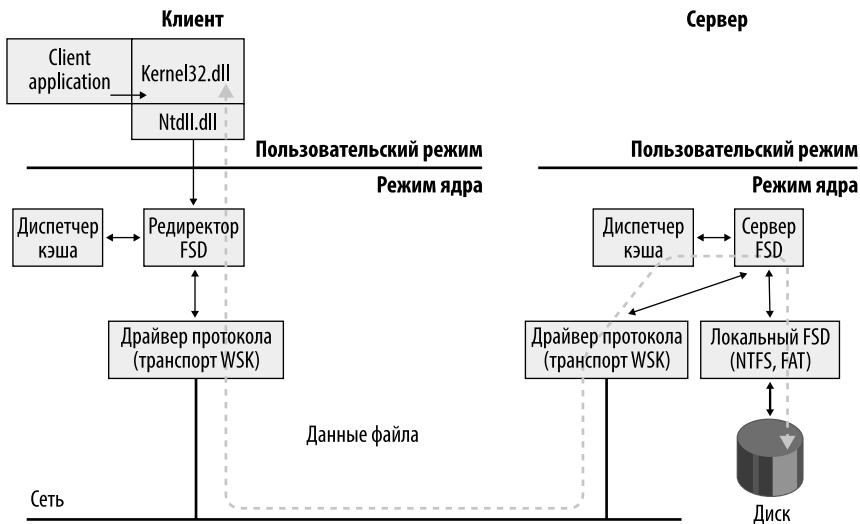 Клиент
Сервер
Client
application
Kernel32.dll
Ntdll.dll
Пользовательский режим
Режим ядра
Пользовательский режим
Режим ядра
Диспетчер
кэша
Редиректор
FSD
Диспетчер
кэша
Сервер
FSD
Драйвер протокола
(транспорт WSK)
Драйвер протокола
(транспорт WSK)
Локальный FSD
(NTFS, FAT)
Данные файла
Сеть
Диск